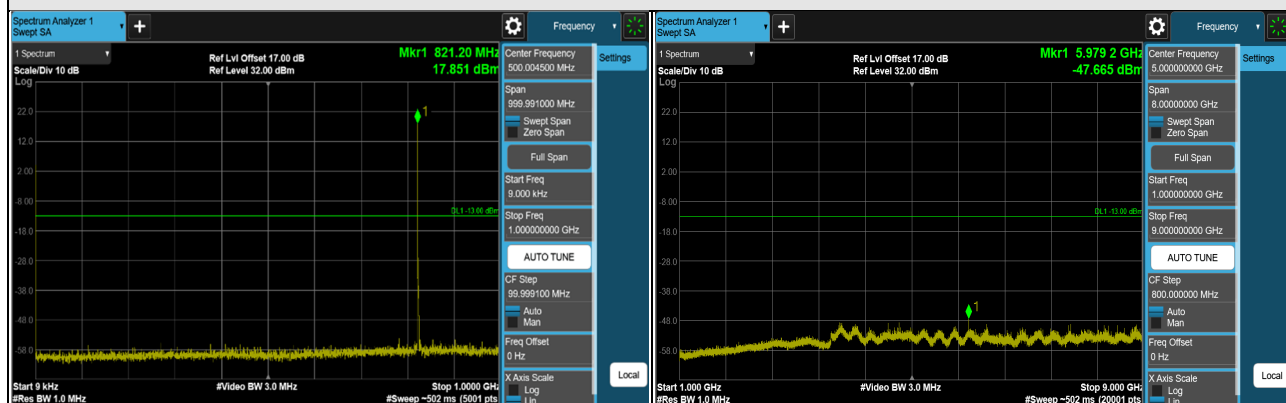 Spectrum Analyzer 1
Swept SA
+
Frequency
1 Spectrum
Ref Lvl Offset 17.00 dB
Mkr1 821.20 MHz
Scale/Div 10 dB
Ref Level 32.00 dBm
17.851 dBm
Log
22.0
12.0
2.00
-8.00
-18.0
-28.0
-38.0
-48.0
-58.0
1
DL1 -13.00 dBm
Start 9 kHz
#Video BW 3.0 MHz
Stop 1.0000 GHz
#Res BW 1.0 MHz
#Sweep ~502 ms (5001 pts
Center Frequency
500.004500 MHz
Settings
Span
999.991000 MHz
Swept Span
Zero Span
Full Span
Start Freq
9.000 kHz
Stop Freq
1.000000000 GHz
AUTO TUNE
CF Step
99.999100 MHz
Auto
Man
Freq Offset
0 Hz
X Axis Scale
Log
Lin
Local
Spectrum Analyzer 1
Swept SA
+
Frequency
1 Spectrum
Ref Lvl Offset 17.00 dB
Mkr1 5.979 2 GHz
Scale/Div 10 dB
Ref Level 32.00 dBm
-47.665 dBm
Log
22.0
12.0
2.00
-8.00
-18.0
-28.0
-38.0
-48.0
-58.0
1
DL1 -13.00 dBm
Start 1.000 GHz
#Video BW 3.0 MHz
Stop 9.000 GHz
#Res BW 1.0 MHz
#Sweep ~502 ms (20001 pts
Center Frequency
5.000000000 GHz
Settings
Span
8.00000000 GHz
Swept Span
Zero Span
Full Span
Start Freq
1.000000000 GHz
Stop Freq
9.000000000 GHz
AUTO TUNE
CF Step
800.000000 MHz
Auto
Man
Freq Offset
0 Hz
X Axis Scale
Log
Lin
Local